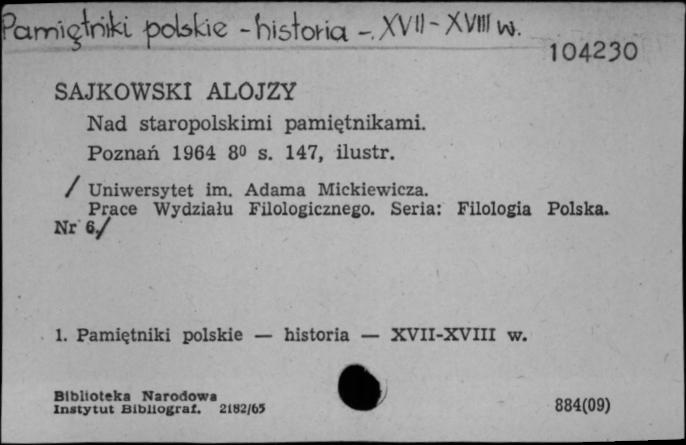 Pamiętniki polskie - historia - XVII - XVIII w.
104230
SAJKOWSKI ALOJZY
Nad staropolskimi pamiętnikami.
Poznań 1964 8⁰ s. 147, ilustr.
/ Uniwersytet im. Adama Mickiewicza.
Prace Wydziału Filologicznego. Seria: Filologia Polska.
Nr 6/
1. Pamiętniki polskie — historia — XVII-XVIII w.
Biblioteka Narodowa
Instytut Bibliograf. 2182/65
884(09)